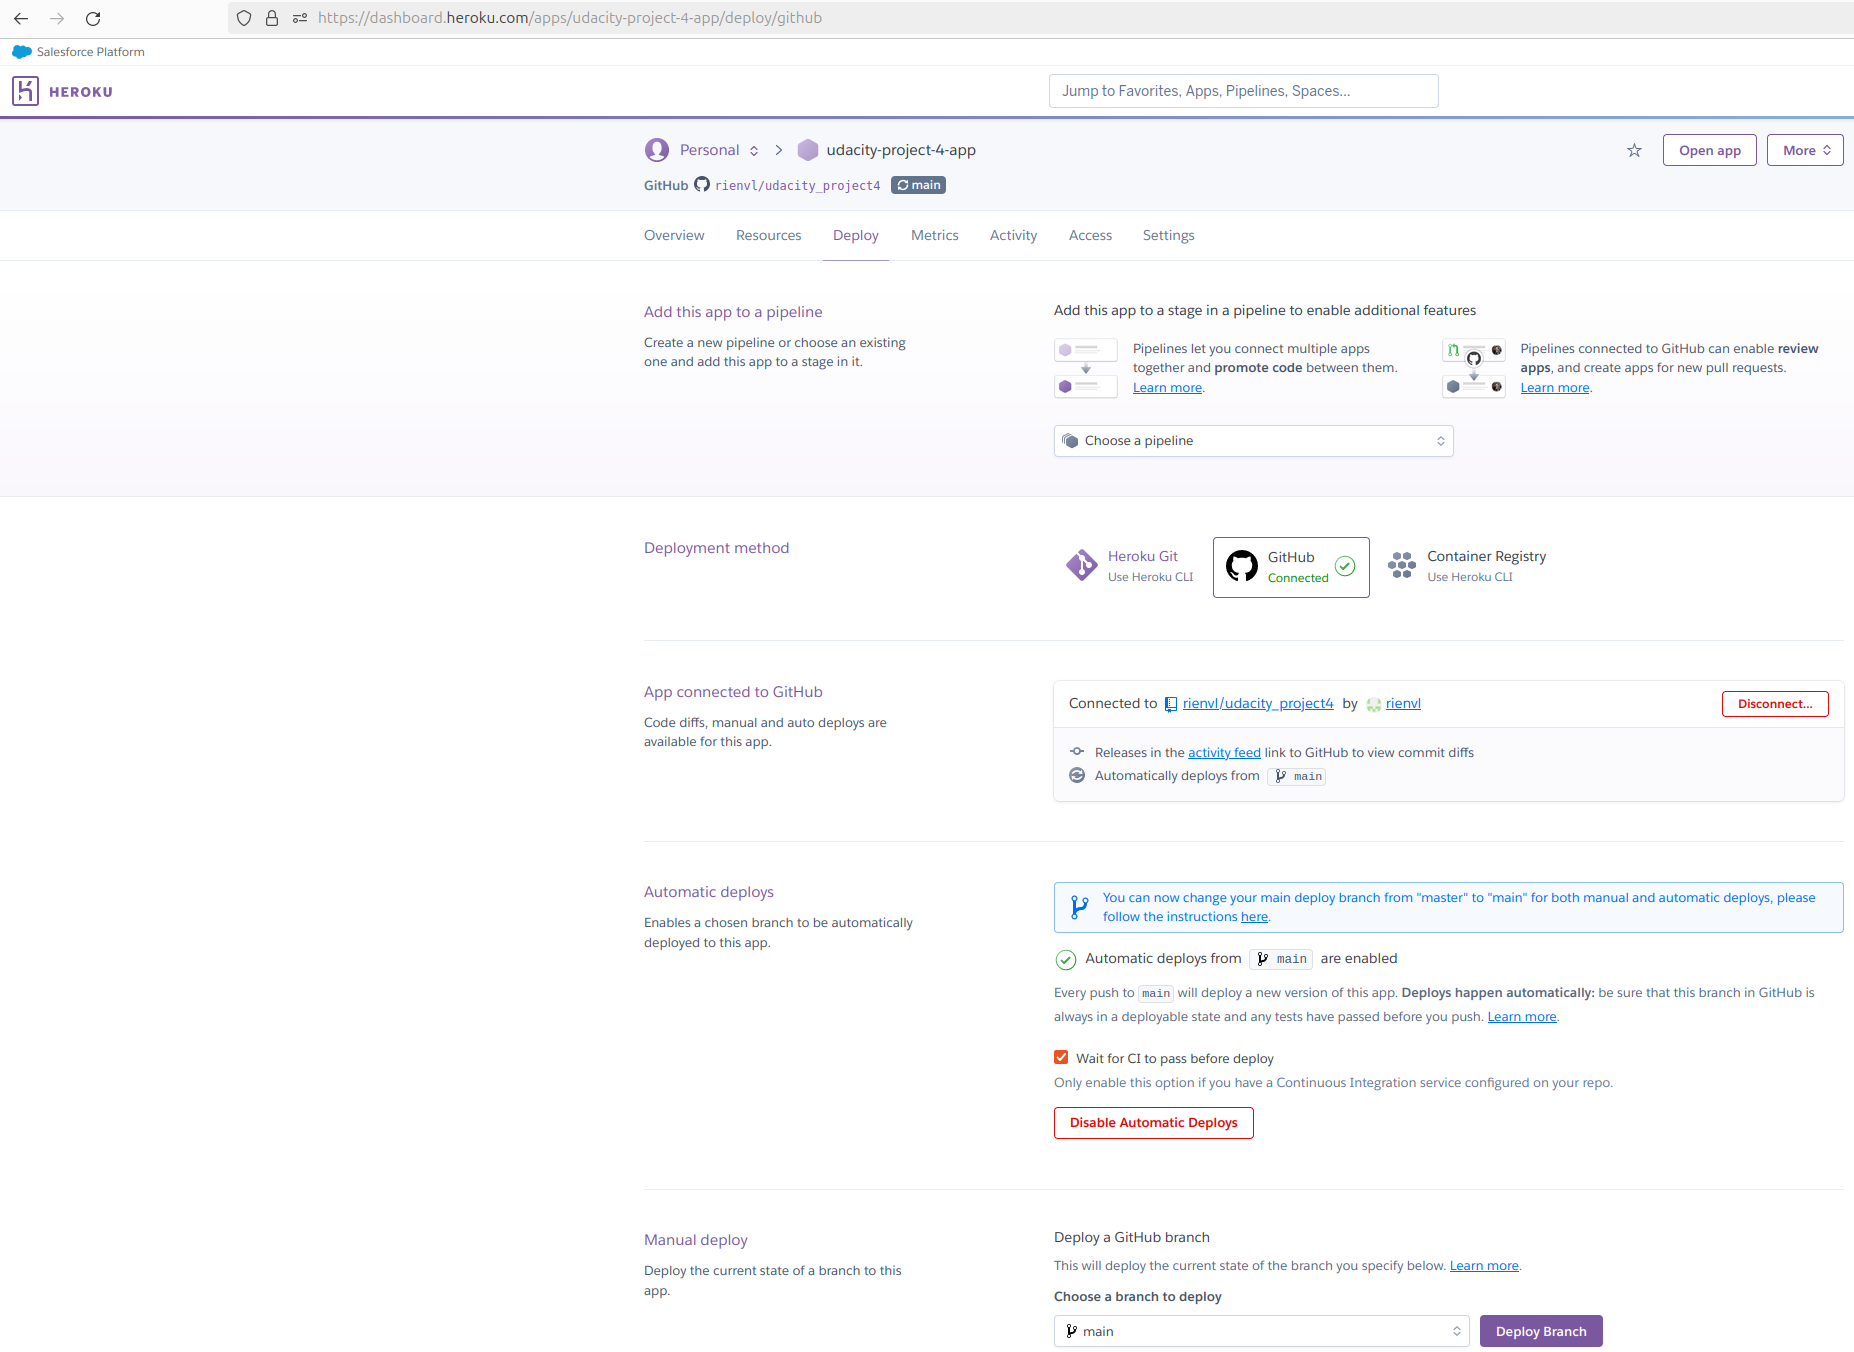 https://dashboard.heroku.com/apps/udacity-project-4-app/deploy/github
Salesforce Platform
HEROKU
Jump to Favorites, Apps, Pipelines, Spaces...
Personal
udacity-project-4-app
Open app
More
GitHub rienvl/udacity_project4 main
Overview Resources Deploy Metrics Activity Access Settings
Add this app to a pipeline
Create a new pipeline or choose an existing
one and add this app to a stage in it.
Add this app to a stage in a pipeline to enable additional features
Pipelines let you connect multiple apps
together and promote code between them.
Learn more.
Pipelines connected to GitHub can enable review
apps, and create apps for new pull requests.
Learn more.
Choose a pipeline
Deployment method
Heroku Git
Use Heroku CLI
GitHub
Connected
Container Registry
Use Heroku CLI
App connected to GitHub
Code diffs, manual and auto deploys are
available for this app.
Connected to rienvl/udacity_project4 by rienvl
Disconnect...
Releases in the activity feed link to GitHub to view commit diffs
Automatically deploys from main
Automatic deploys
Enables a chosen branch to be automatically
deployed to this app.
You can now change your main deploy branch from "master" to "main" for both manual and automatic deploys, please
follow the instructions here.
Automatic deploys from main are enabled
Every push to main will deploy a new version of this app. Deploys happen automatically: be sure that this branch in GitHub is
always in a deployable state and any tests have passed before you push. Learn more.
Wait for CI to pass before deploy
Only enable this option if you have a Continuous Integration service configured on your repo.
Disable Automatic Deploys
Manual deploy
Deploy the current state of a branch to this
app.
Deploy a GitHub branch
This will deploy the current state of the branch you specify below. Learn more.
Choose a branch to deploy
main
Deploy Branch